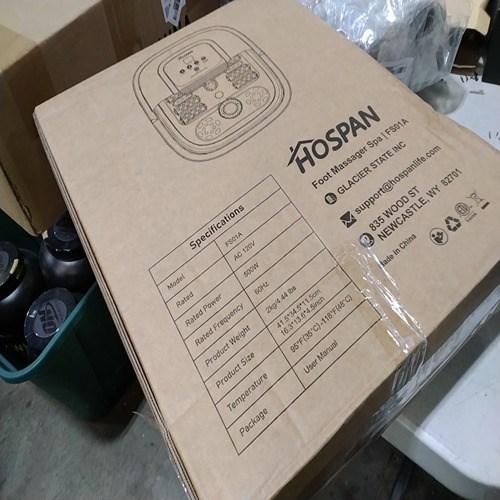 HOSPAN
Foot Massager Spa | FS01A
GLACIER STATE INC
support@hospanlife.com
835 WOOD ST
NEWCASTLE, WY 82701
Made in China
Specifications
Model FS01A
Rated AC 120V
Rated Power 500W
Rated Frequency 60Hz
Product Weight 2kg/4.44 lbs
Product Size 41.5*34.5*11.5cm
16.3*13.6*4.5inch
Temperature 95°F(35°C)-118°F(48°C)
Package User Manual